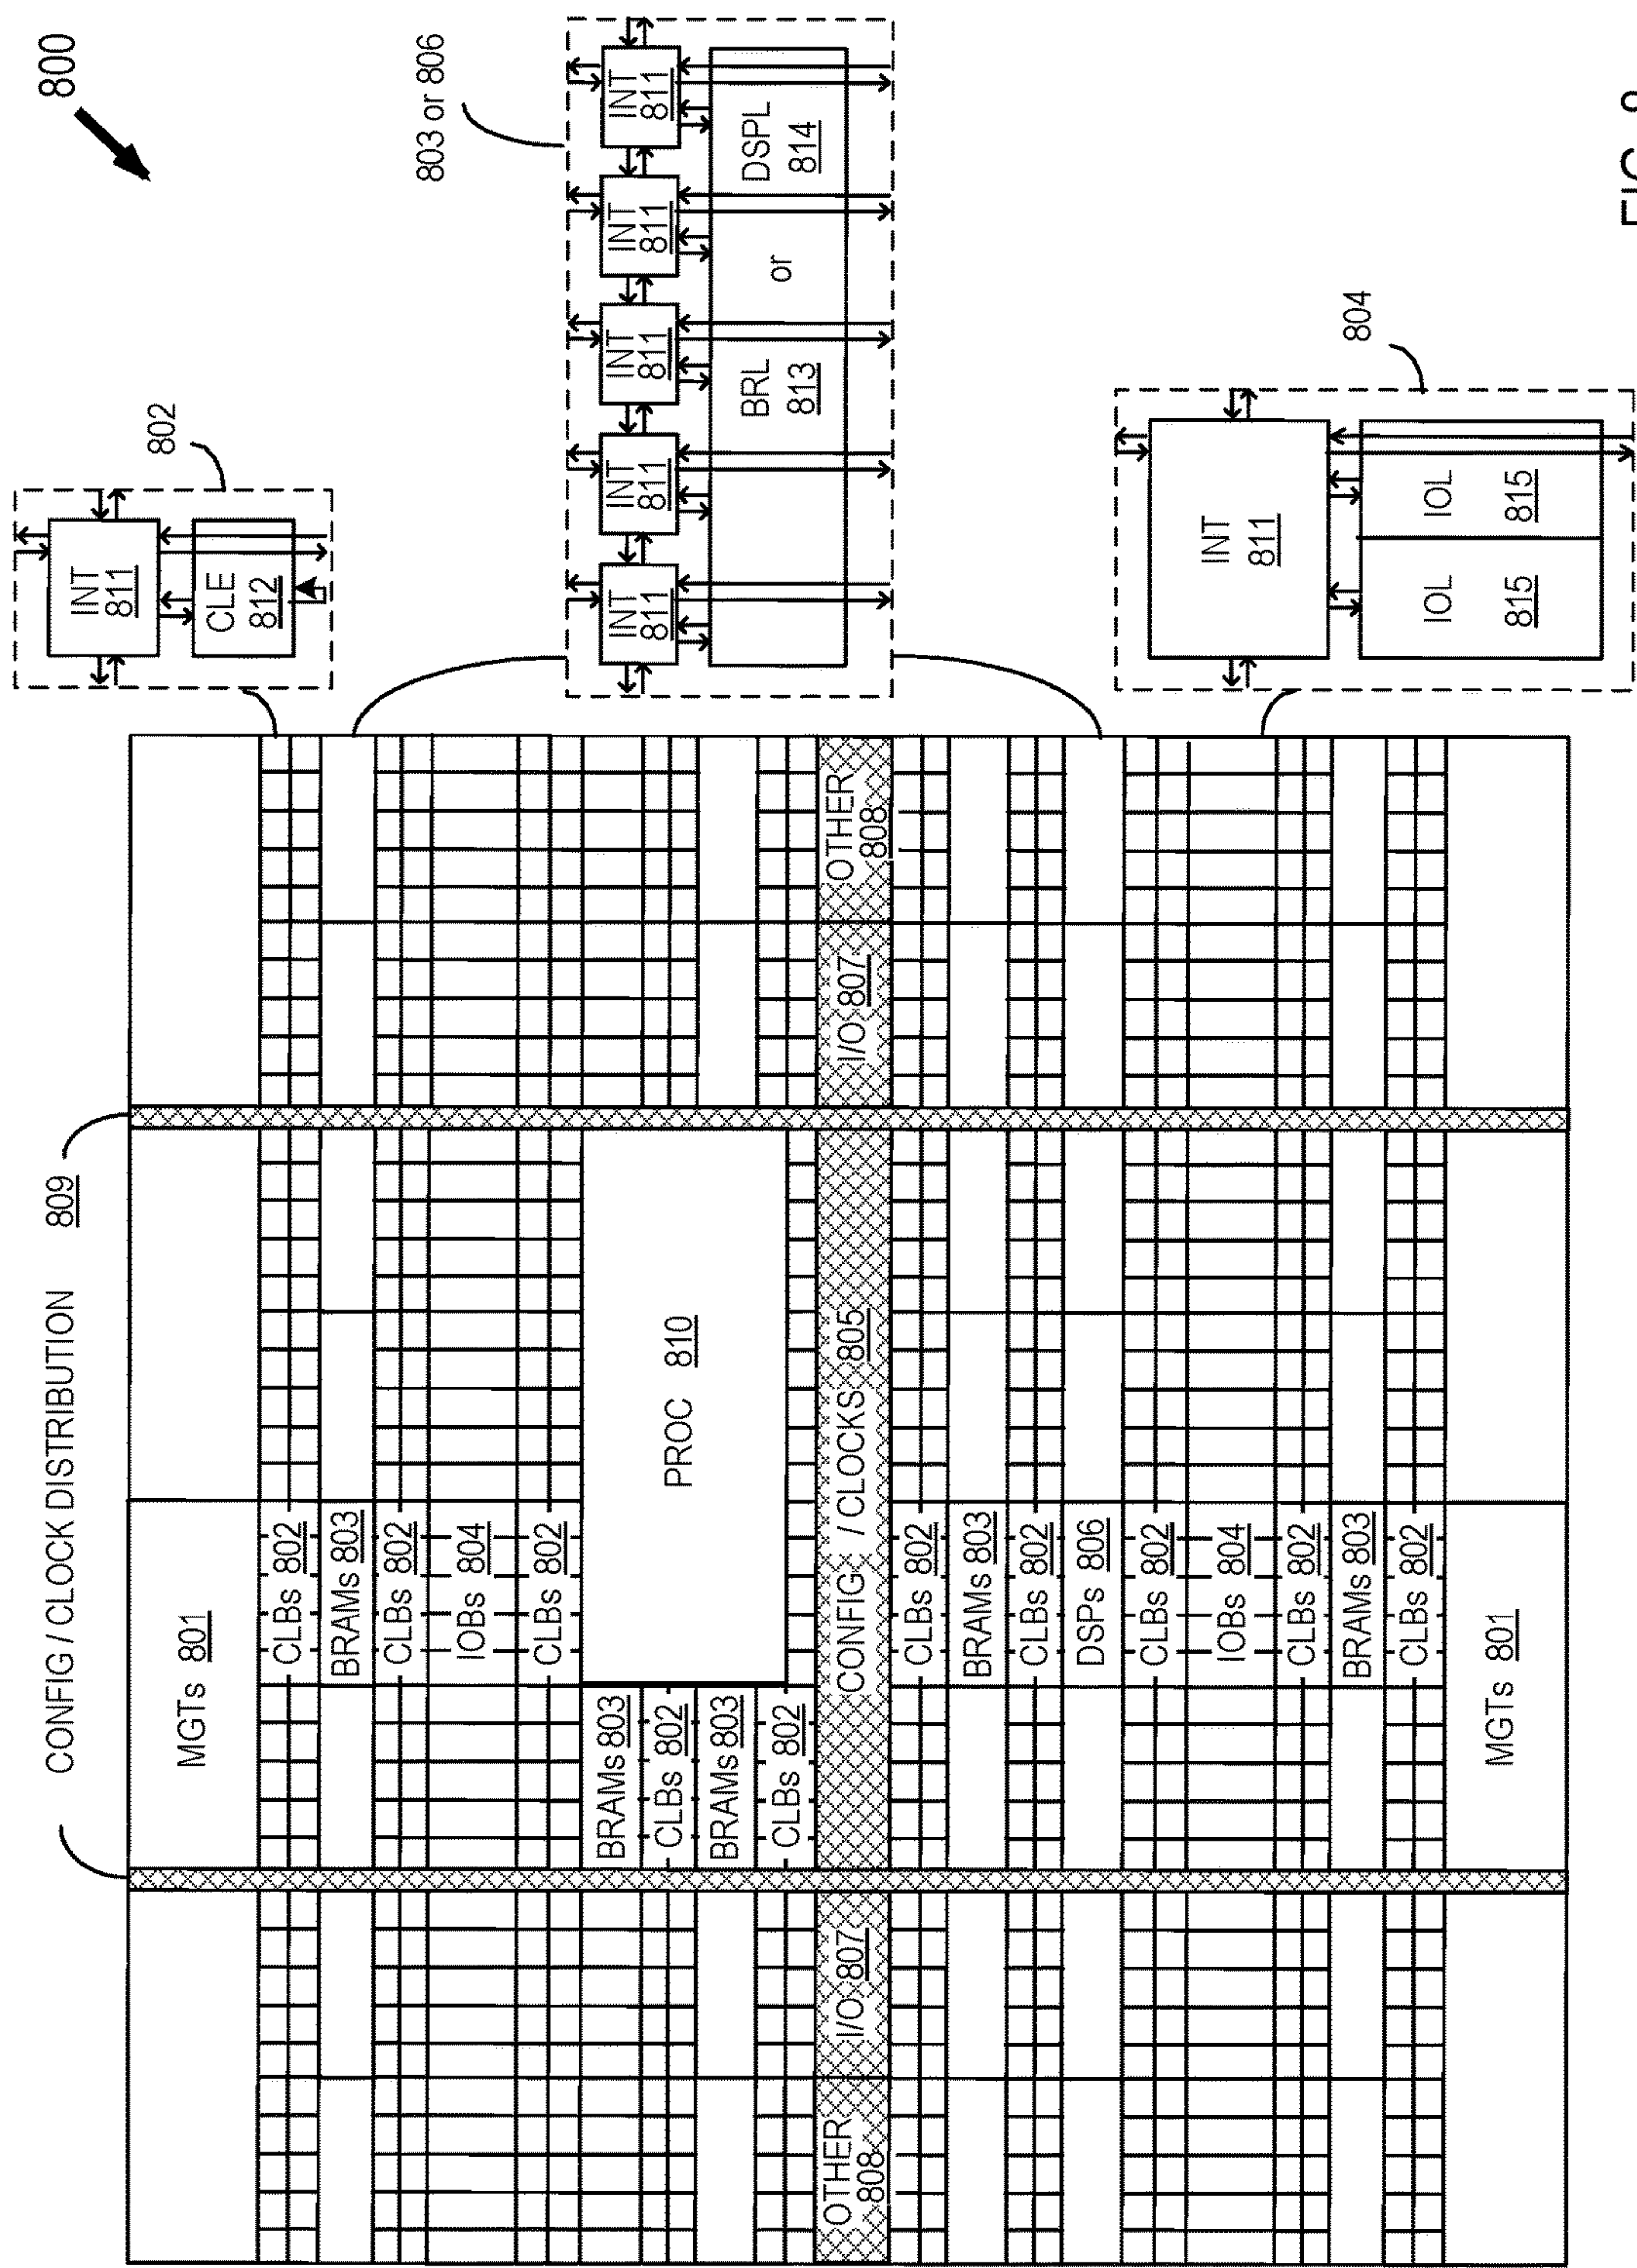 800
CONFIG / CLOCK DISTRIBUTION 809
MGTs 801
CLBs 802
BRAMs 803
CLBs 802
IOBs 804
CLBs 802
BRAMs 803
CLBs 802
BRAMs 803
CLBs 802
PROC 810
OTHER
808
I/O 807
CONFIG / CLOCKS 805
I/O 807
OTHER
808
CLBs 802
BRAMs 803
CLBs 802
DSPs 806
CLBs 802
IOBs 804
CLBs 802
BRAMs 803
CLBs 802
MGTs 801
802
INT
811
CLE
812
803 or 806
INT
811
INT
811
INT
811
INT
811
INT
811
BRL
813
or
DSPL
814
804
INT
811
IOL
815
IOL
815